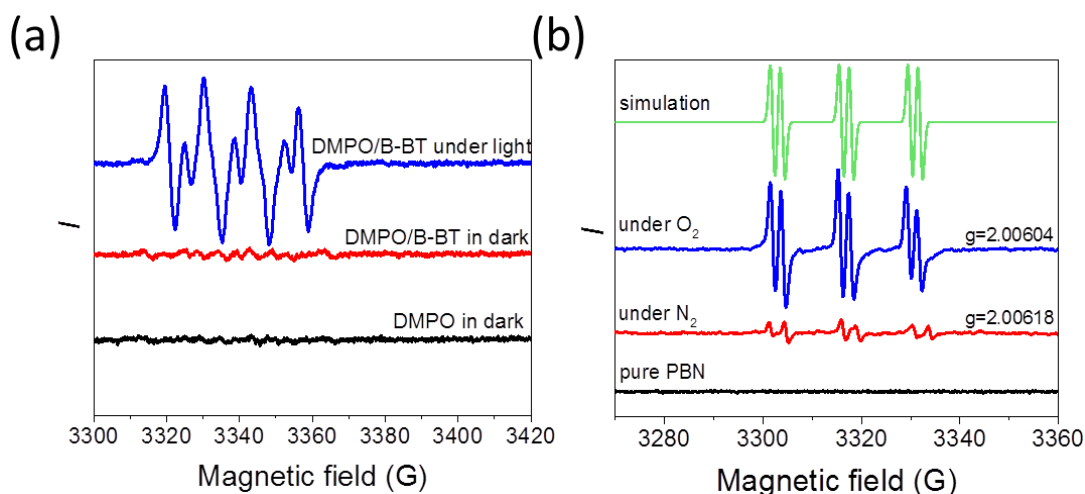 (a)
I
DMPO/B-BT under light
DMPO/B-BT in dark
DMPO in dark
3300 3320 3340 3360 3380 3400 3420
Magnetic field (G)
(b)
I
simulation
under O₂
g=2.00604
under N₂
g=2.00618
pure PBN
3280 3300 3320 3340 3360
Magnetic field (G)